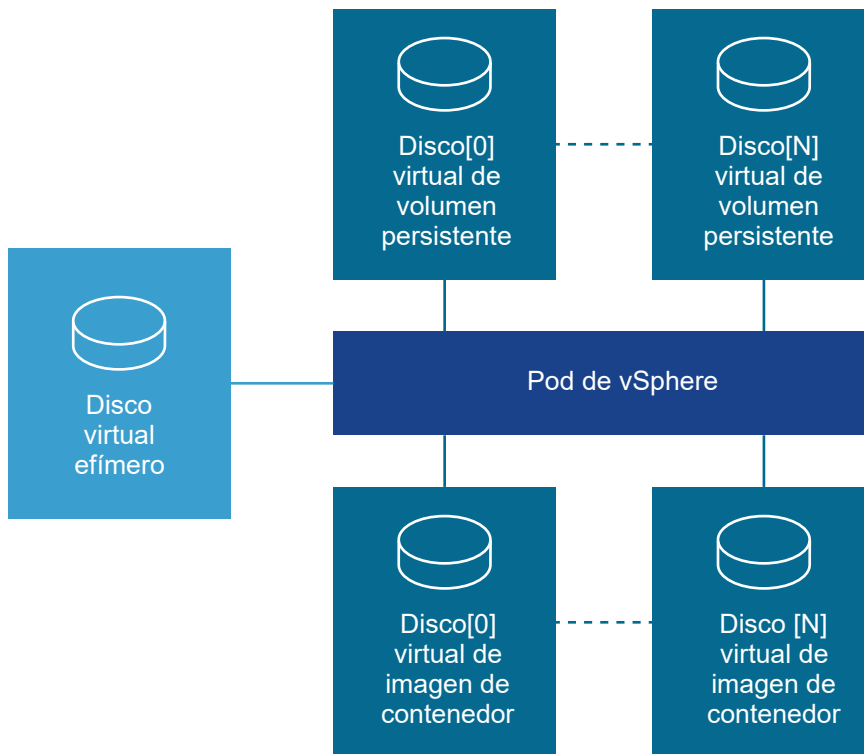 Disco[0]
virtual de
volumen
persistente
Disco[N]
virtual de
volumen
persistente
Disco
virtual
efímero
Pod de vSphere
Disco[0]
virtual de
imagen de
contenedor
Disco [N]
virtual de
imagen de
contenedor